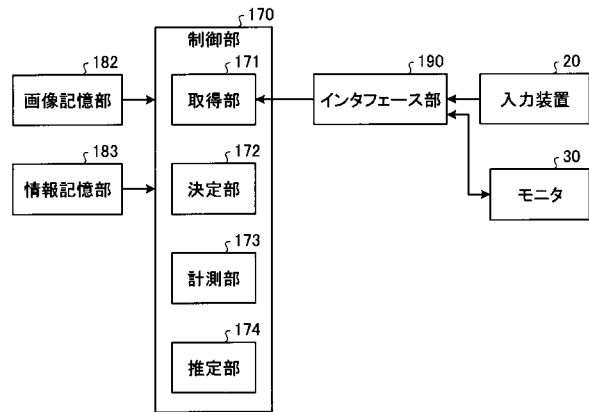 170
制御部
182
画像記憶部
171
取得部
190
インタフェース部
20
入力装置
183
情報記憶部
172
決定部
30
モニタ
173
計測部
174
推定部